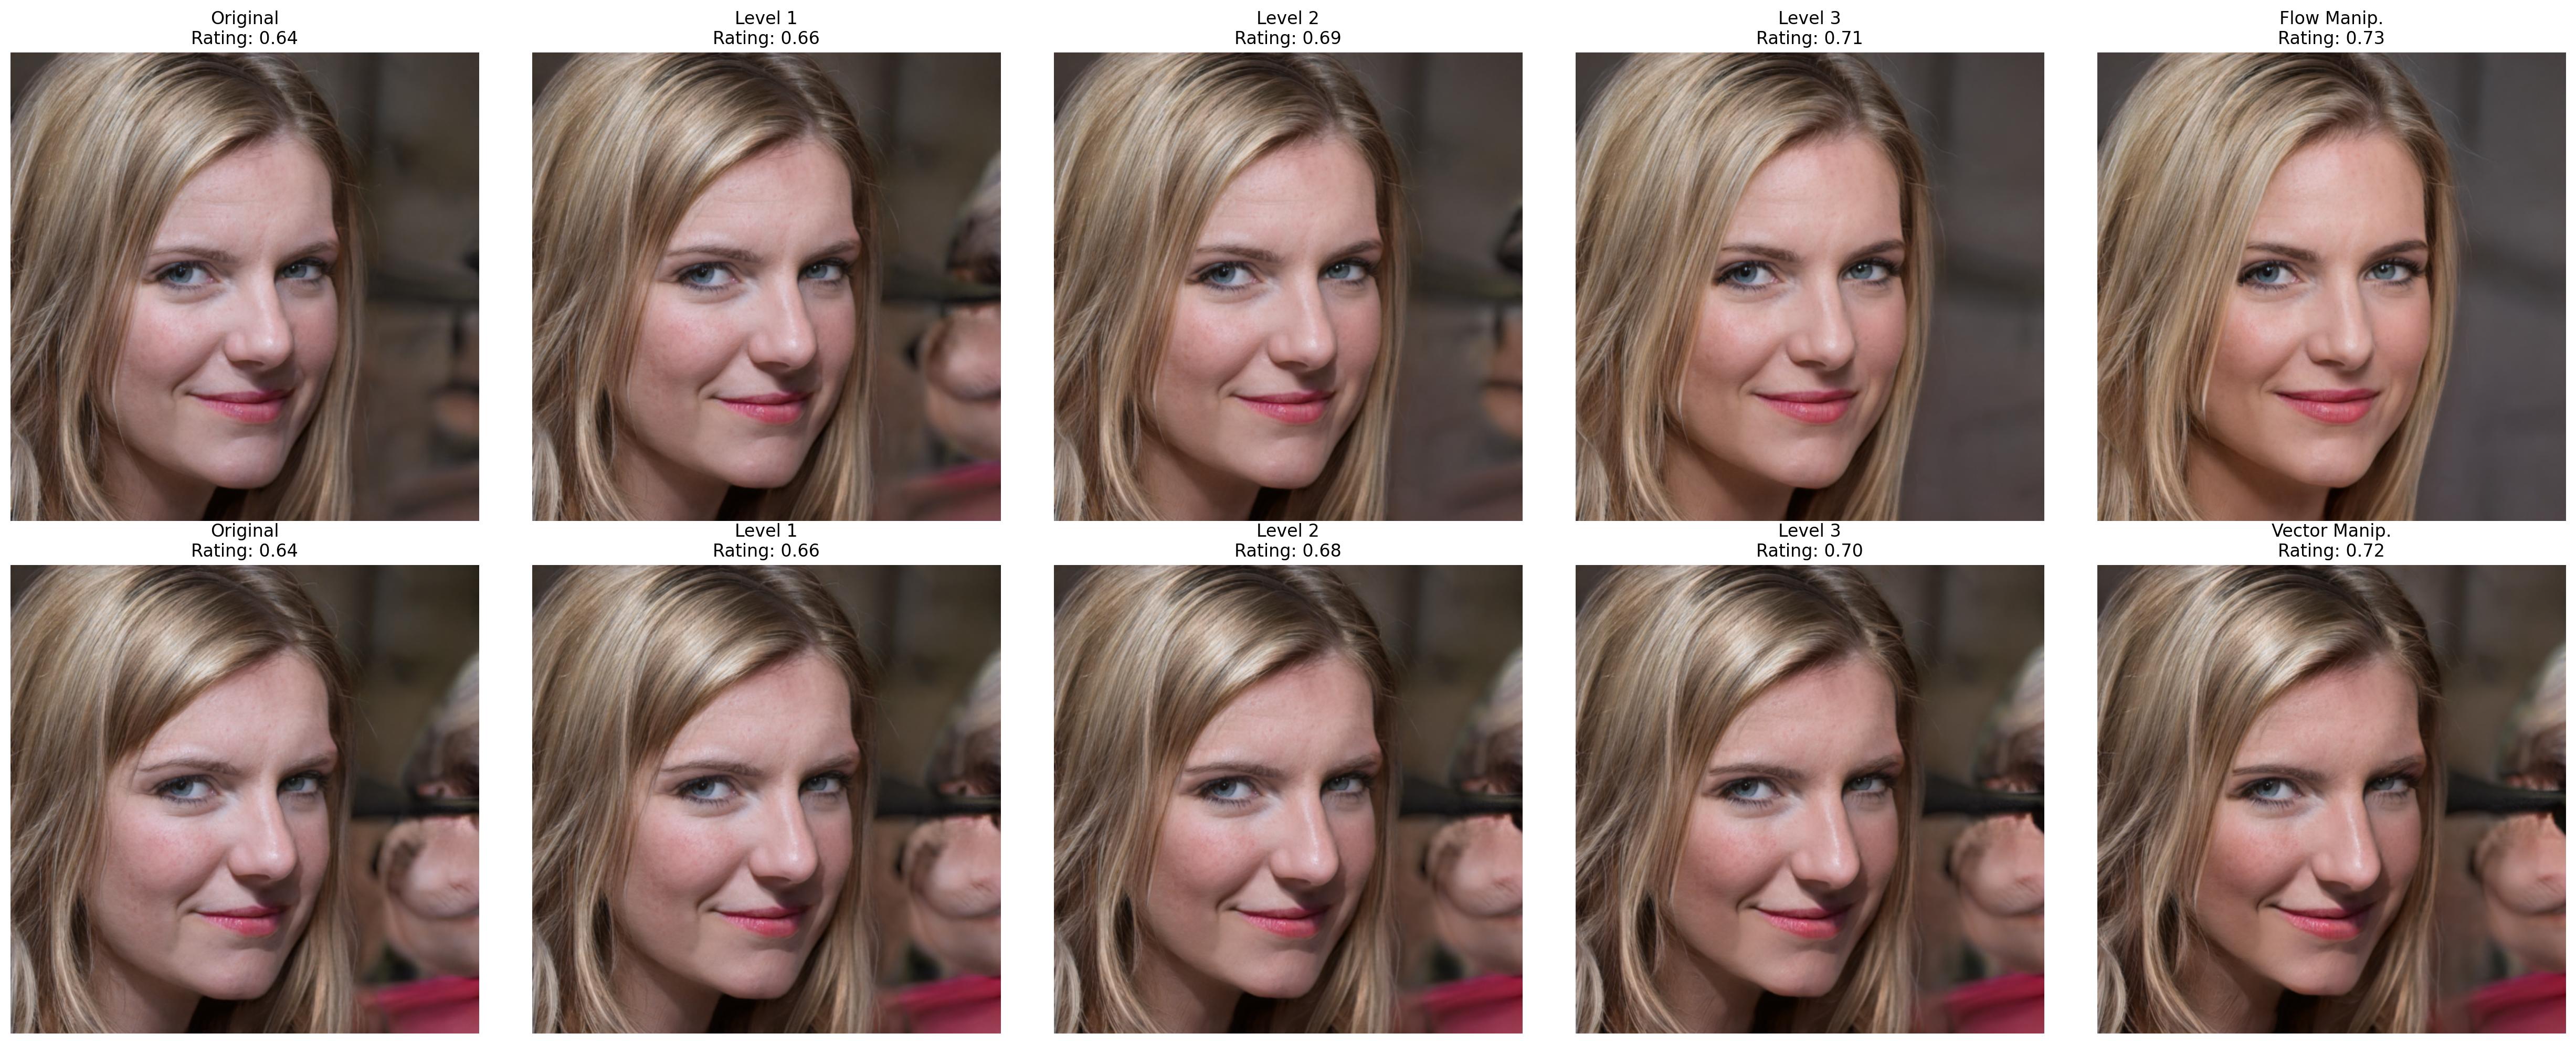 Original
Rating: 0.64
Level 1
Rating: 0.66
Level 2
Rating: 0.69
Level 3
Rating: 0.71
Flow Manip.
Rating: 0.73
Original
Rating: 0.64
Level 1
Rating: 0.66
Level 2
Rating: 0.68
Level 3
Rating: 0.70
Vector Manip.
Rating: 0.72